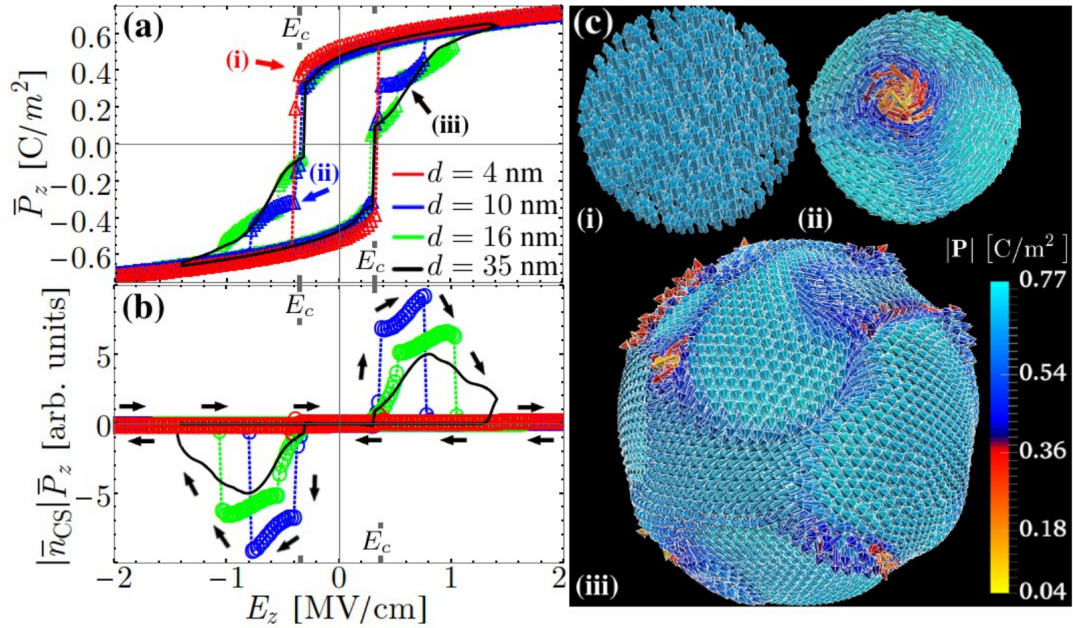 (a)
E_c
(i)
(iii)
(ii)
d = 4 nm
d = 10 nm
d = 16 nm
d = 35 nm
E_c
0.6
0.4
0.2
0.0
−0.2
−0.4
−0.6
P̅_z [C/m²]
(b)
E_c
E_c
5
0
−5
|n̅_CS|P̅_z [arb. units]
−2
−1
0
1
2
E_z [MV/cm]
(c)
(i)
(ii)
(iii)
|P| [C/m²]
0.77
0.54
0.36
0.18
0.04